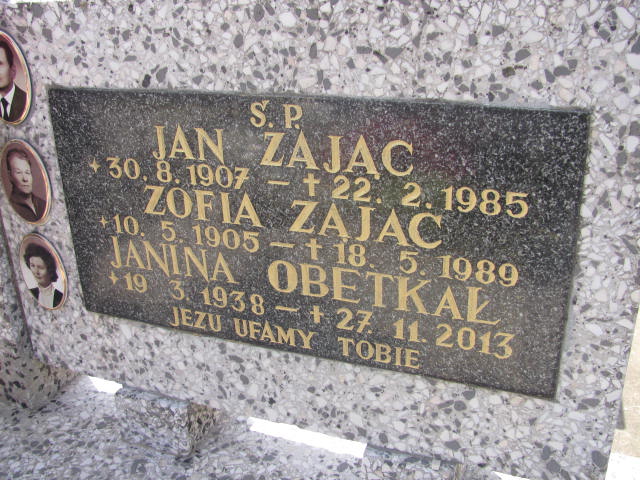 Ś. P.
JAN ZAJĄC
+ 30. 8. 1907 – † 22. 2. 1985
ZOFIA ZAJĄC
+ 10. 5. 1905 – † 18. 5. 1989
JANINA OBETKAŁ
+ 19. 3. 1938 – † 27. 11. 2013
JEZU UFAMY TOBIE